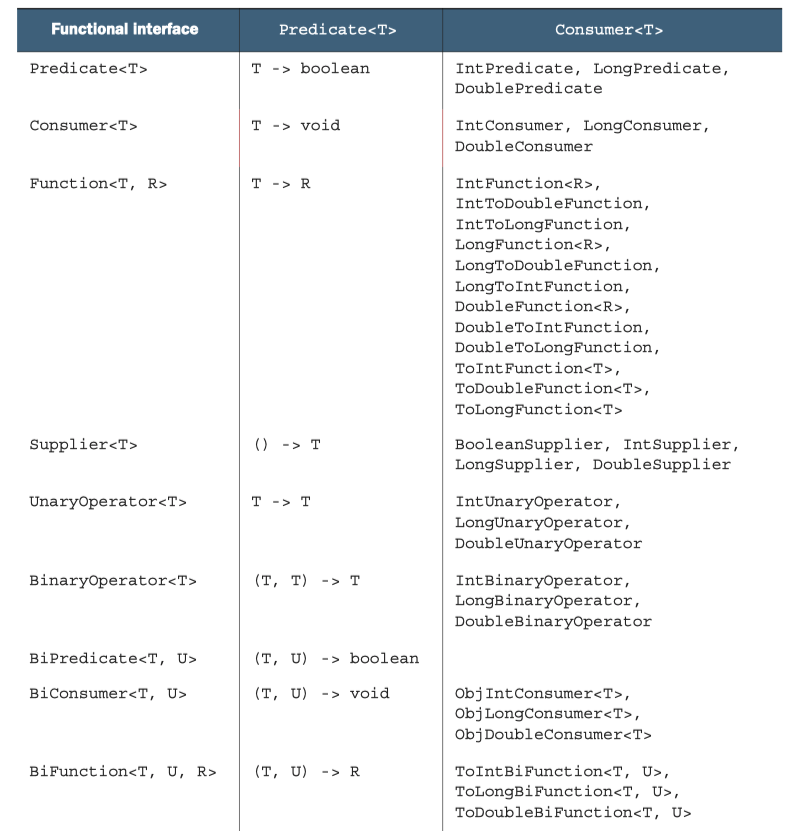 Functional interface Predicate<T> Consumer<T>
Predicate<T> T -> boolean IntPredicate, LongPredicate,
DoublePredicate
Consumer<T> T -> void IntConsumer, LongConsumer,
DoubleConsumer
Function<T, R> T -> R IntFunction<R>,
IntToDoubleFunction,
IntToLongFunction,
LongFunction<R>,
LongToDoubleFunction,
LongToIntFunction,
DoubleFunction<R>,
DoubleToIntFunction,
DoubleToLongFunction,
ToIntFunction<T>,
ToDoubleFunction<T>,
ToLongFunction<T>
Supplier<T> () -> T BooleanSupplier, IntSupplier,
LongSupplier, DoubleSupplier
UnaryOperator<T> T -> T IntUnaryOperator,
LongUnaryOperator,
DoubleUnaryOperator
BinaryOperator<T> (T, T) -> T IntBinaryOperator,
LongBinaryOperator,
DoubleBinaryOperator
BiPredicate<T, U> (T, U) -> boolean
BiConsumer<T, U> (T, U) -> void ObjIntConsumer<T>,
ObjLongConsumer<T>,
ObjDoubleConsumer<T>
BiFunction<T, U, R> (T, U) -> R ToIntBiFunction<T, U>,
ToLongBiFunction<T, U>,
ToDoubleBiFunction<T, U>